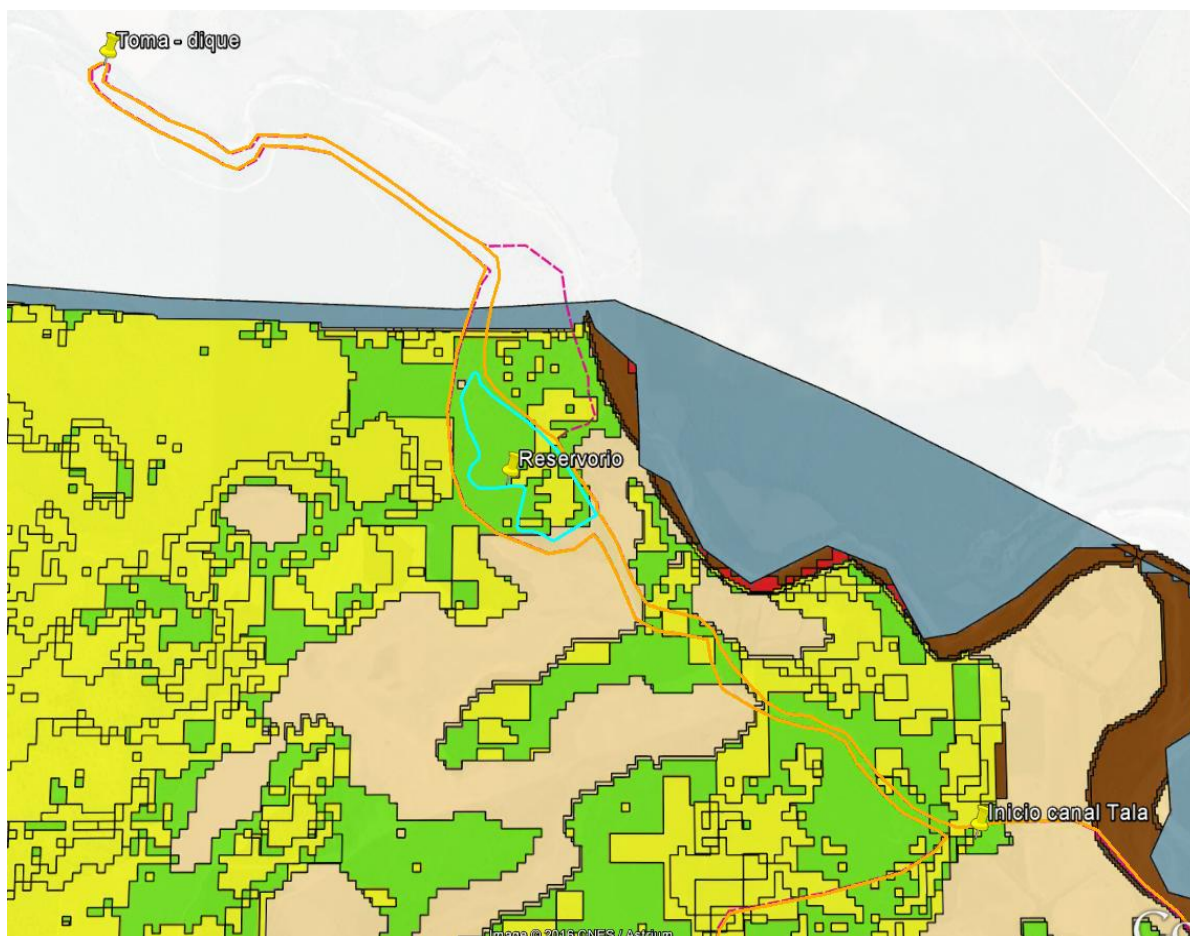 Toma - dique
Reservorio
Inicio canal Tala
Image © 2016 CNES / Astrium